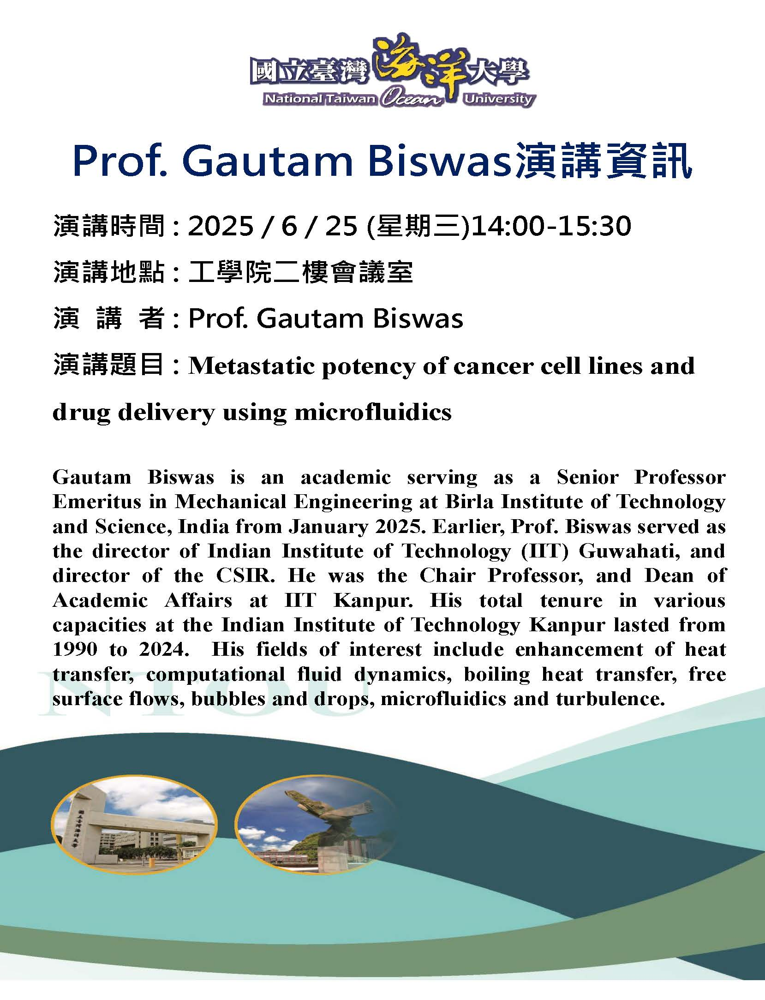 國立臺灣海洋大學
National Taiwan Ocean University
Prof. Gautam Biswas演講資訊
演講時間 : 2025 / 6 / 25 (星期三)14:00-15:30
演講地點 : 工學院二樓會議室
演 講 者 : Prof. Gautam Biswas
演講題目 : Metastatic potency of cancer cell lines and
drug delivery using microfluidics
Gautam Biswas is an academic serving as a Senior Professor
Emeritus in Mechanical Engineering at Birla Institute of Technology
and Science, India from January 2025. Earlier, Prof. Biswas served as
the director of Indian Institute of Technology (IIT) Guwahati, and
director of the CSIR. He was the Chair Professor, and Dean of
Academic Affairs at IIT Kanpur. His total tenure in various
capacities at the Indian Institute of Technology Kanpur lasted from
1990 to 2024. His fields of interest include enhancement of heat
transfer, computational fluid dynamics, boiling heat transfer, free
surface flows, bubbles and drops, microfluidics and turbulence.
NTOU
國立臺灣海洋大學